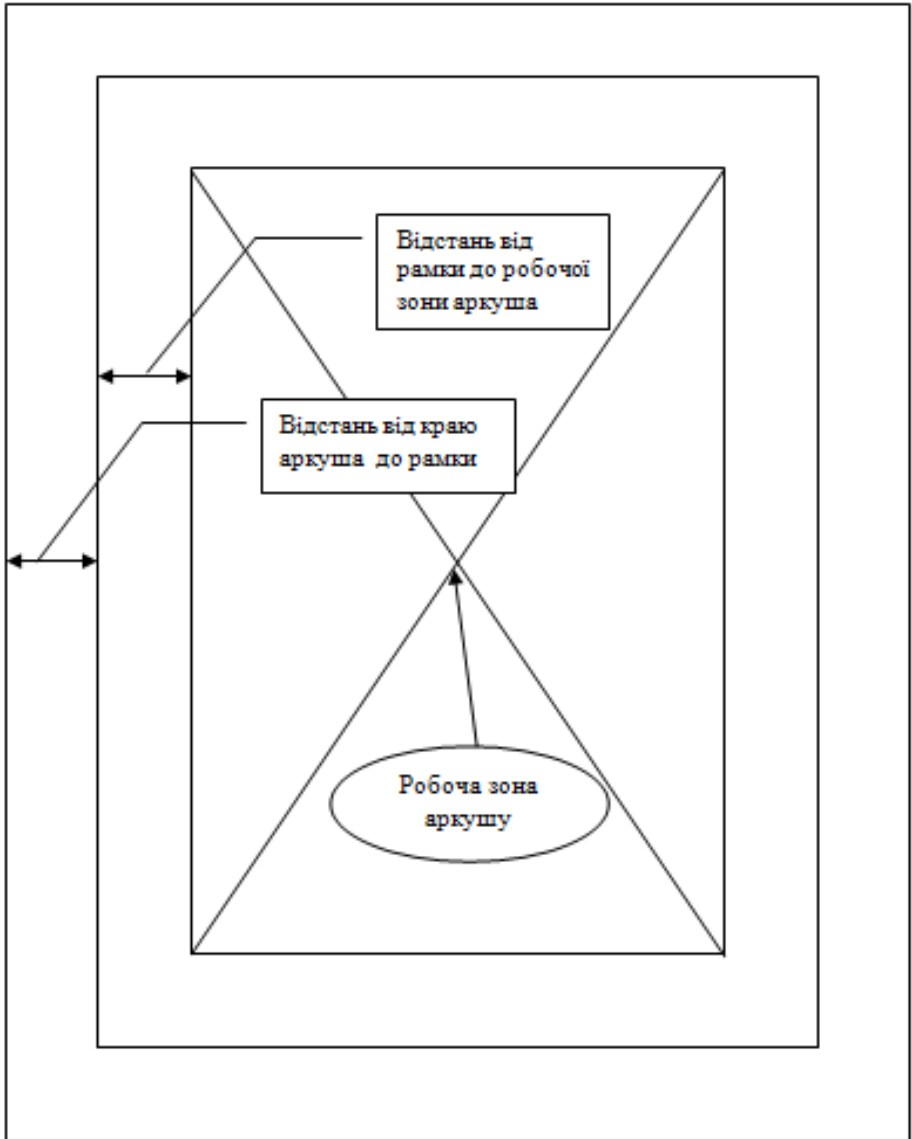 Відстань від
рамки до робочої
зони аркуша
Відстань від краю
аркуша до рамки
Робоча зона
аркушу